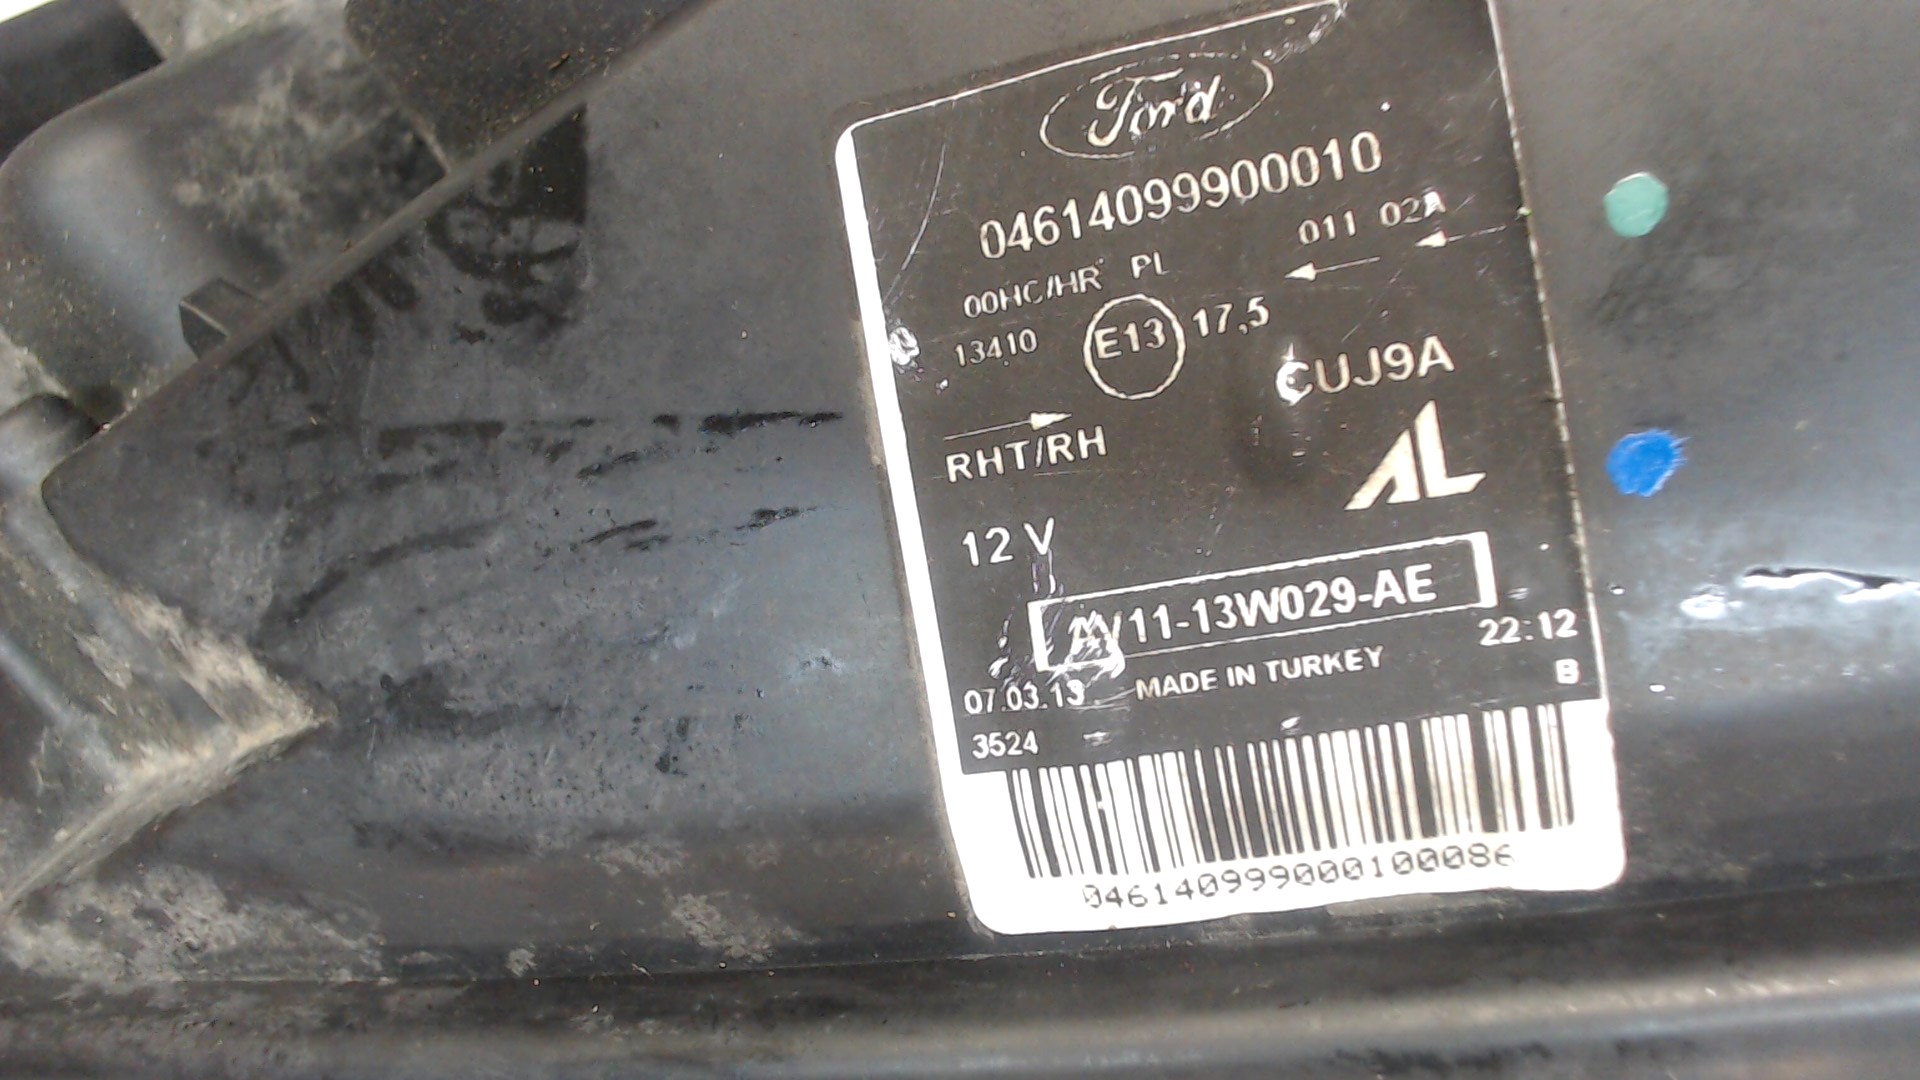 Ford
04614099900010
00HC/HR PL
011 02A
13410
E13
17,5
CUJ9A
RHT/RH
AL
12 V
11-13W029-AE
22:12
07.03.13
MADE IN TURKEY
B
3524
046140999000100086